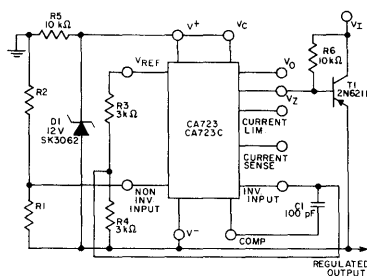 R5
10 kΩ
V+
VC
VI
R6
10kΩ
VREF
VO
T1
2N6211
R2
R3
3kΩ
CA723
CA723C
VZ
D1
12V
SK3062
CURRENT
LIM
CURRENT
SENSE
NON
INV
INPUT
INV
INPUT
C1
100 pF
R1
R4
3kΩ
V−
COMP
REGULATED
OUTPUT